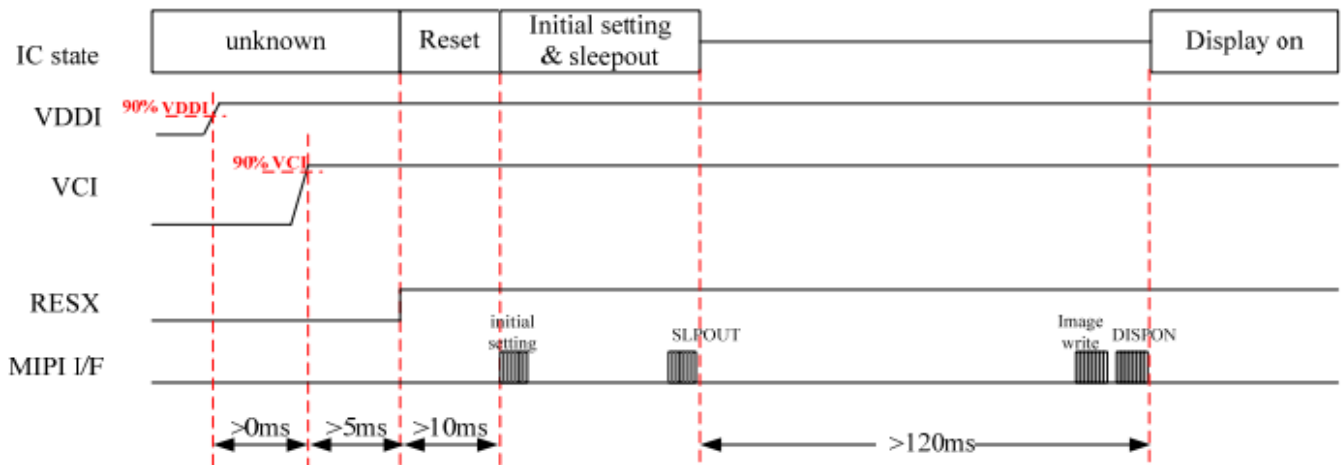 IC state
unknown
Reset
Initial setting
& sleepout
Display on
VDDI
90% VDDI
VCI
90% VCI
RESX
MIPI I/F
initial
setting
SLPOUT
Image
write
DISPON
>0ms
>5ms
>10ms
>120ms